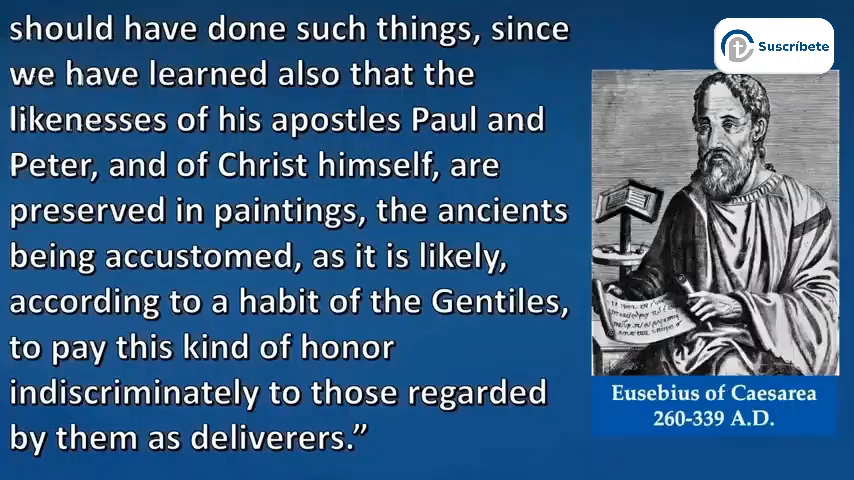 should have done such things, since
we have learned also that the
likenesses of his apostles Paul and
Peter, and of Christ himself, are
preserved in paintings, the ancients
being accustomed, as it is likely,
according to a habit of the Gentiles,
to pay this kind of honor
indiscriminately to those regarded
by them as deliverers.”
Suscríbete
Eusebius of Caesarea
260-339 A.D.